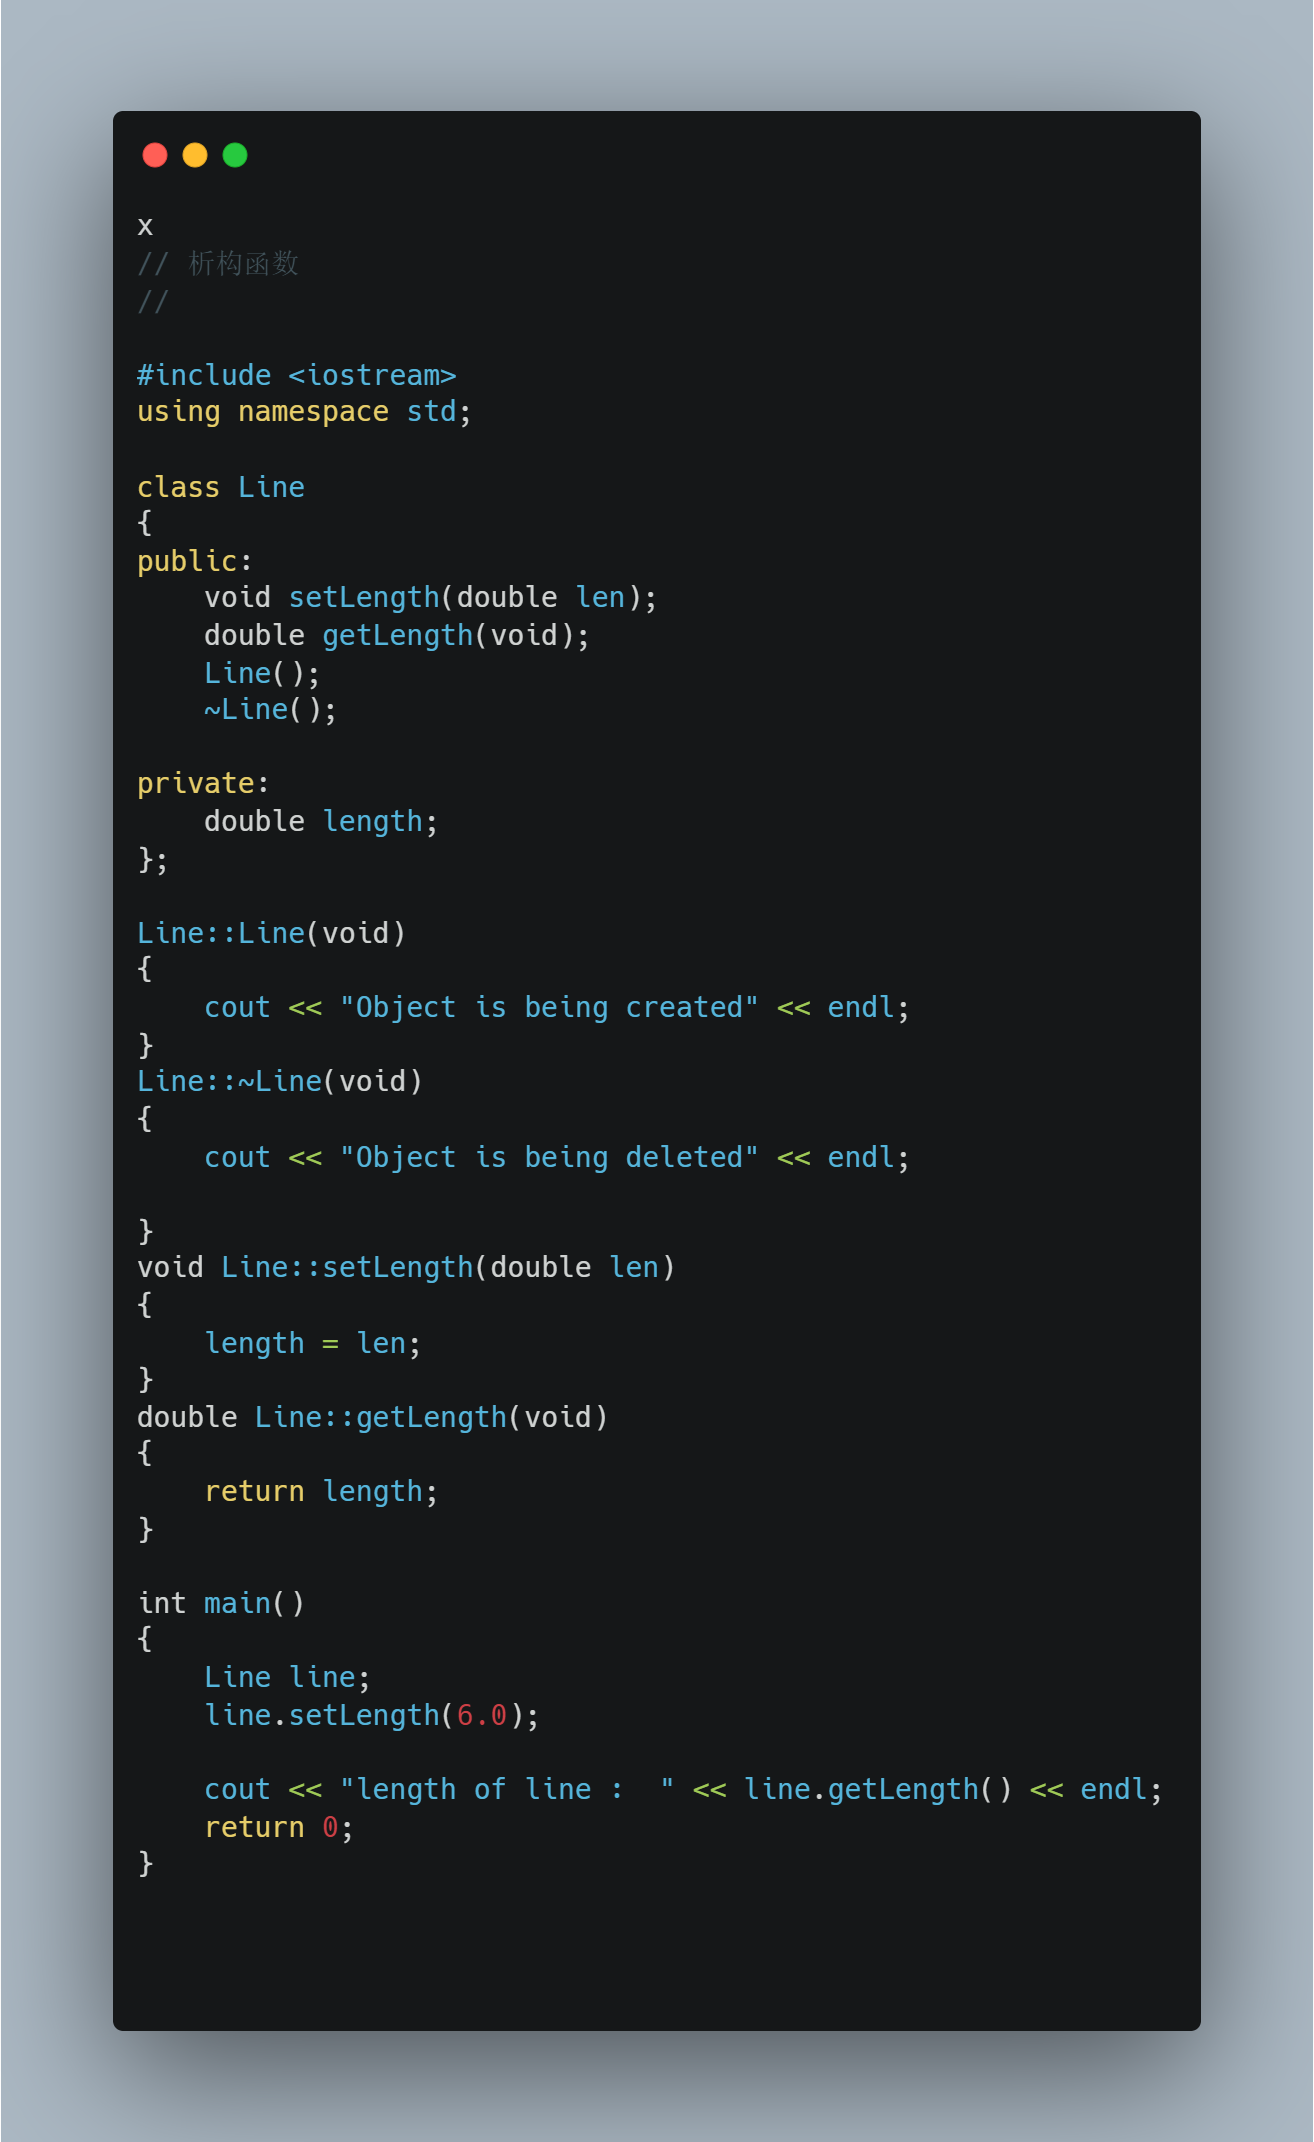 x
// 析构函数
//

#include <iostream>
using namespace std;

class Line
{
public:
    void setLength(double len);
    double getLength(void);
    Line();
    ~Line();

private:
    double length;
};

Line::Line(void)
{
    cout << "Object is being created" << endl;
}
Line::~Line(void)
{
    cout << "Object is being deleted" << endl;

}
void Line::setLength(double len)
{
    length = len;
}
double Line::getLength(void)
{
    return length;
}

int main()
{
    Line line;
    line.setLength(6.0);

    cout << "length of line :  " << line.getLength() << endl;
    return 0;
}